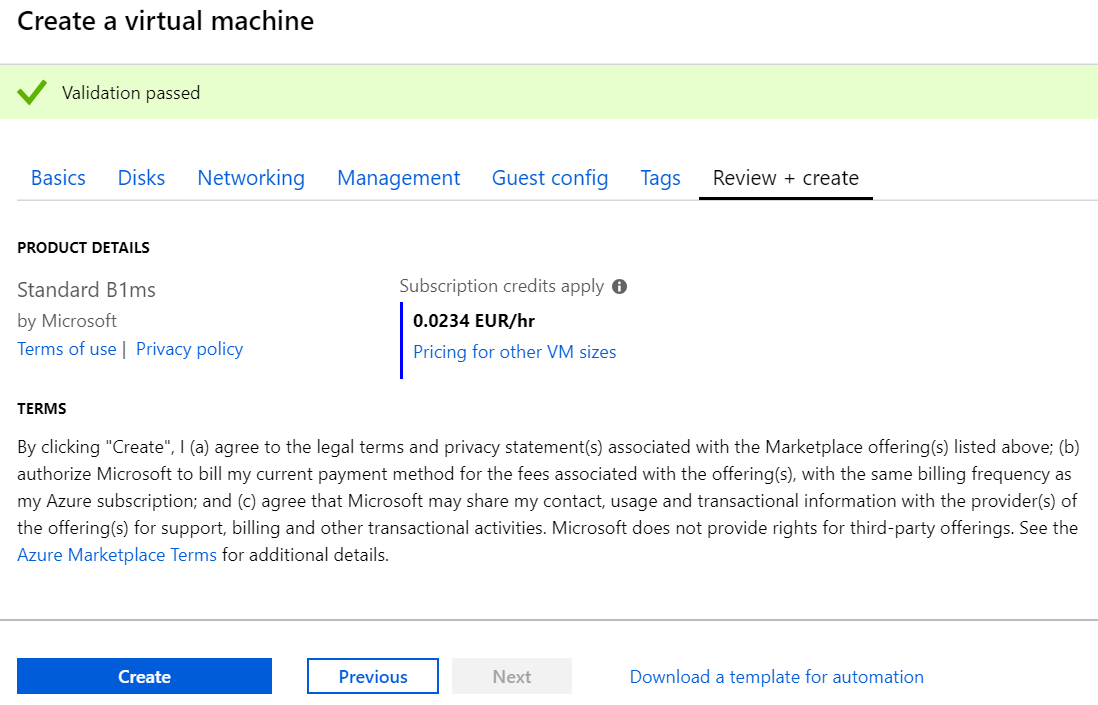 Create a virtual machine
Validation passed
Basics Disks Networking Management Guest config Tags Review + create
PRODUCT DETAILS
Standard B1ms
by Microsoft
Terms of use | Privacy policy
Subscription credits apply
0.0234 EUR/hr
Pricing for other VM sizes
TERMS
By clicking "Create", I (a) agree to the legal terms and privacy statement(s) associated with the Marketplace offering(s) listed above; (b)
authorize Microsoft to bill my current payment method for the fees associated with the offering(s), with the same billing frequency as
my Azure subscription; and (c) agree that Microsoft may share my contact, usage and transactional information with the provider(s) of
the offering(s) for support, billing and other transactional activities. Microsoft does not provide rights for third-party offerings. See the
Azure Marketplace Terms for additional details.
Create Previous Next Download a template for automation